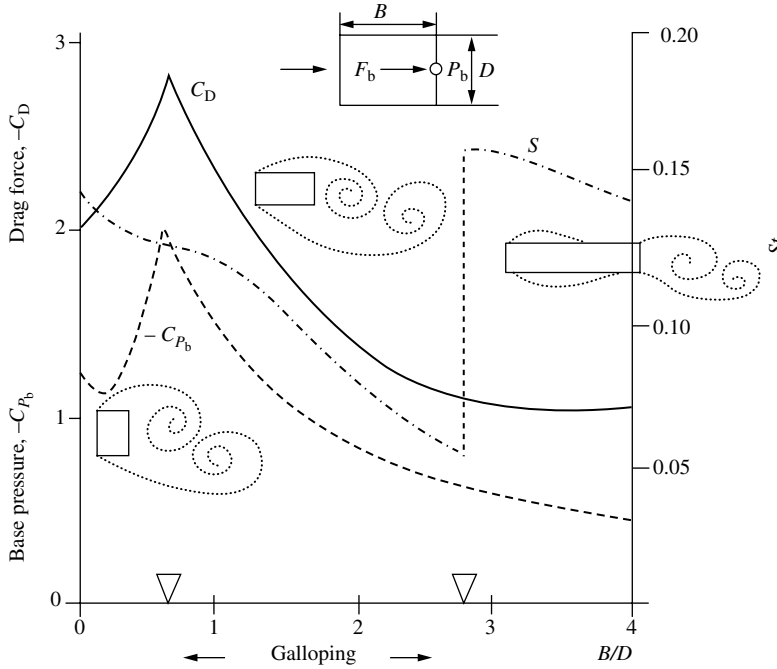 B
F_b
P_b
D
3
0.20
C_D
Drag force, –C_D
S
0.15
2
St
0.10
– C_{P_b}
Base pressure, –C_{P_b}
1
0.05
0
0
1
2
3
4
Galloping
B/D